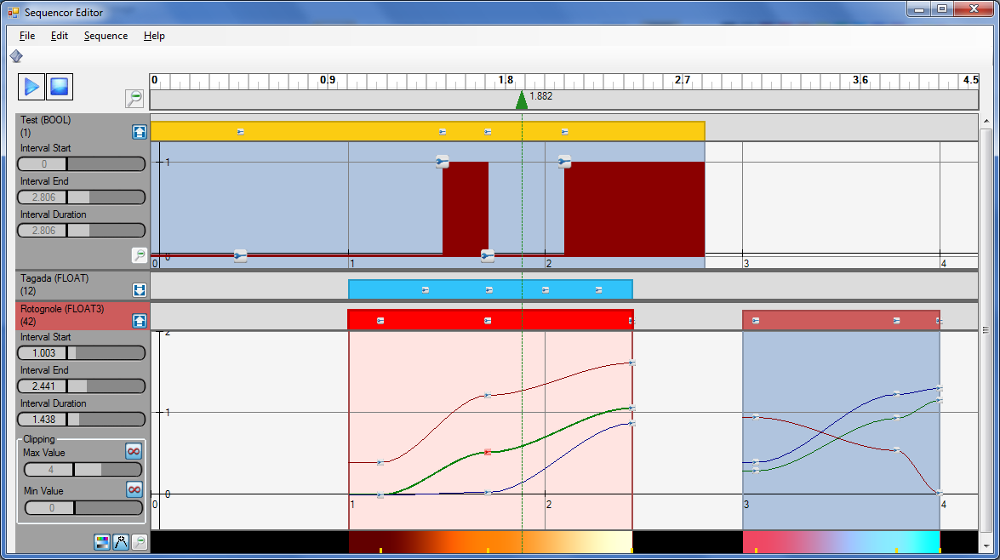 Sequencor Editor
File Edit Sequence Help
0 0.9 1.8 2.7 3.6 4.5
1.882
Test (BOOL)
(1)
Interval Start
0
Interval End
2.806
Interval Duration
2.806
1
0
0 1 2 3 4
Tagada (FLOAT)
(12)
Rotognole (FLOAT3)
(42)
Interval Start
1.003
Interval End
2.441
Interval Duration
1.438
Clipping
Max Value
4
Min Value
0
2
1
0
0 1 2 3 4